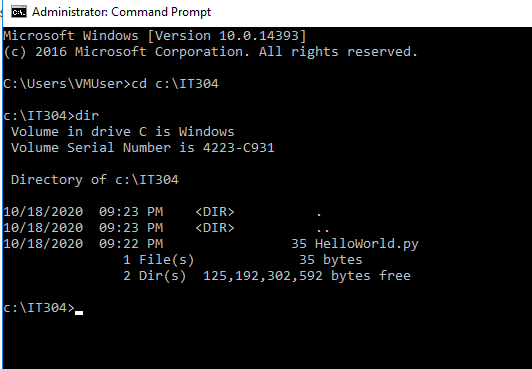 Administrator: Command Prompt
Microsoft Windows [Version 10.0.14393]
(c) 2016 Microsoft Corporation. All rights reserved.
C:\Users\VMUser>cd c:\IT304
c:\IT304>dir
 Volume in drive C is Windows
 Volume Serial Number is 4223-C931
 Directory of c:\IT304
10/18/2020  09:23 PM    <DIR>          .
10/18/2020  09:23 PM    <DIR>          ..
10/18/2020  09:22 PM                35 HelloWorld.py
               1 File(s)             35 bytes
               2 Dir(s)  125,192,302,592 bytes free
c:\IT304>